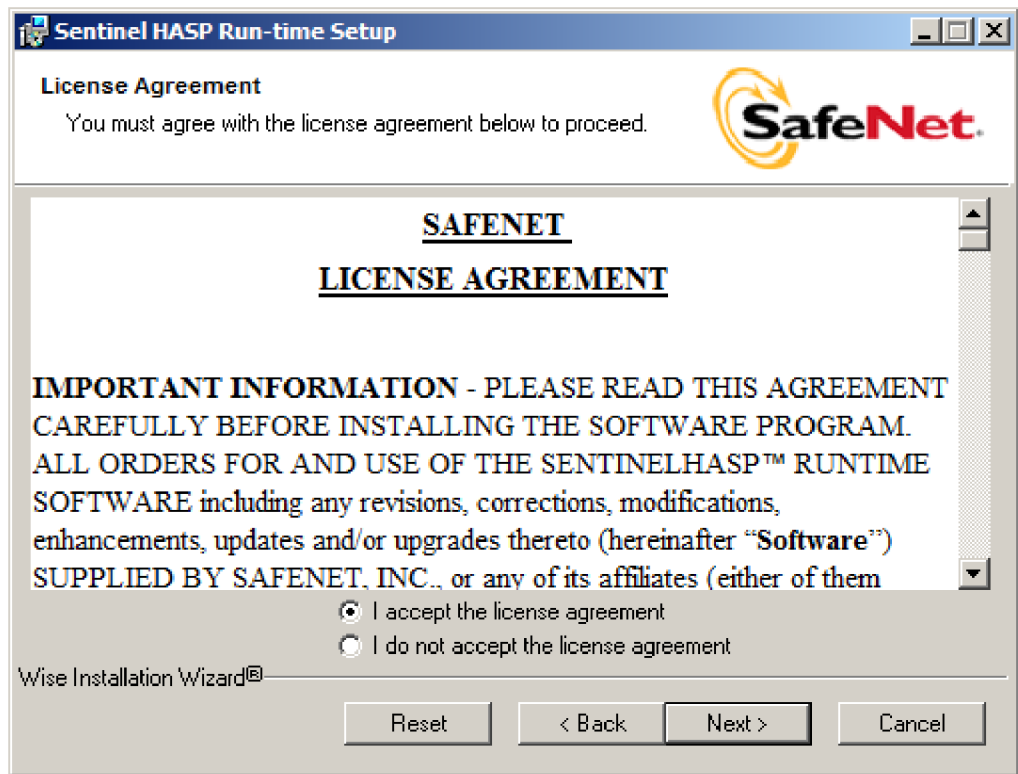 Sentinel HASP Run-time Setup
License Agreement
You must agree with the license agreement below to proceed.
SafeNet.
SAFENET
LICENSE AGREEMENT
IMPORTANT INFORMATION - PLEASE READ THIS AGREEMENT
CAREFULLY BEFORE INSTALLING THE SOFTWARE PROGRAM.
ALL ORDERS FOR AND USE OF THE SENTINELHASP™ RUNTIME
SOFTWARE including any revisions, corrections, modifications,
enhancements, updates and/or upgrades thereto (hereinafter “Software”)
SUPPLIED BY SAFENET, INC., or any of its affiliates (either of them
I accept the license agreement
I do not accept the license agreement
Wise Installation Wizard®
Reset
< Back
Next >
Cancel